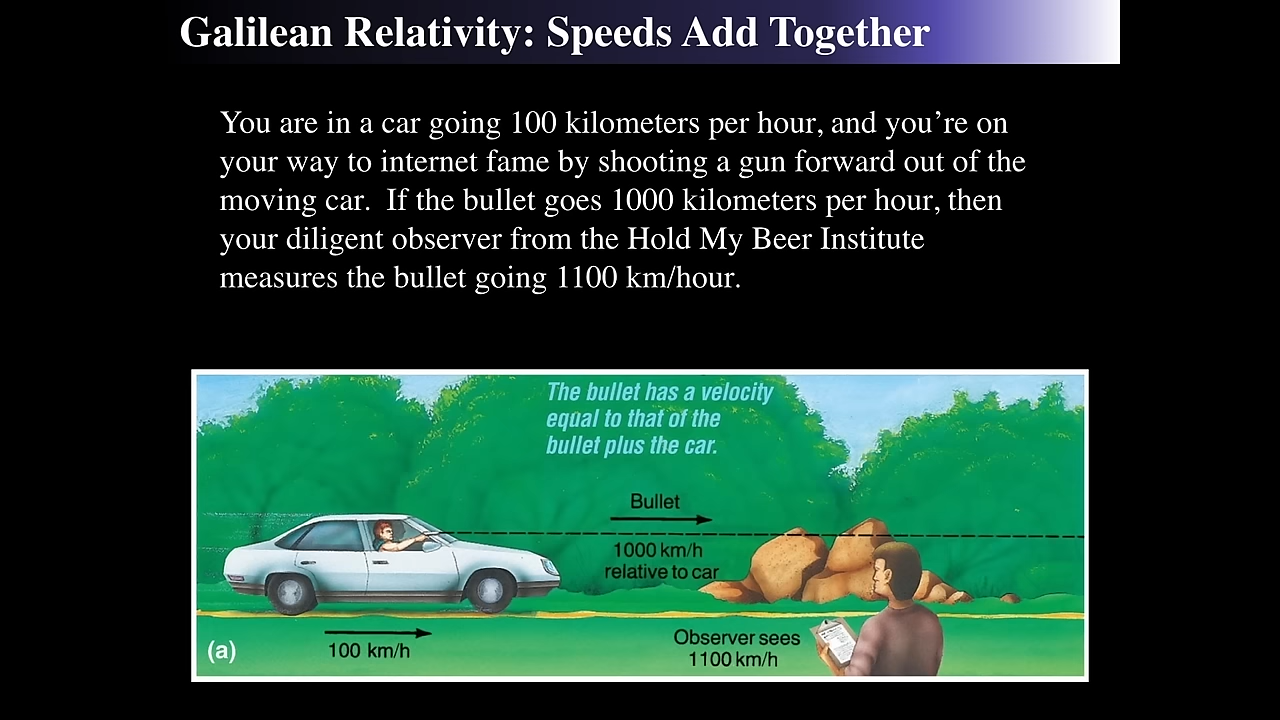 Galilean Relativity: Speeds Add Together
You are in a car going 100 kilometers per hour, and you’re on
your way to internet fame by shooting a gun forward out of the
moving car.  If the bullet goes 1000 kilometers per hour, then
your diligent observer from the Hold My Beer Institute
measures the bullet going 1100 km/hour.
The bullet has a velocity
equal to that of the
bullet plus the car.
Bullet
1000 km/h
relative to car
100 km/h
Observer sees
1100 km/h
(a)